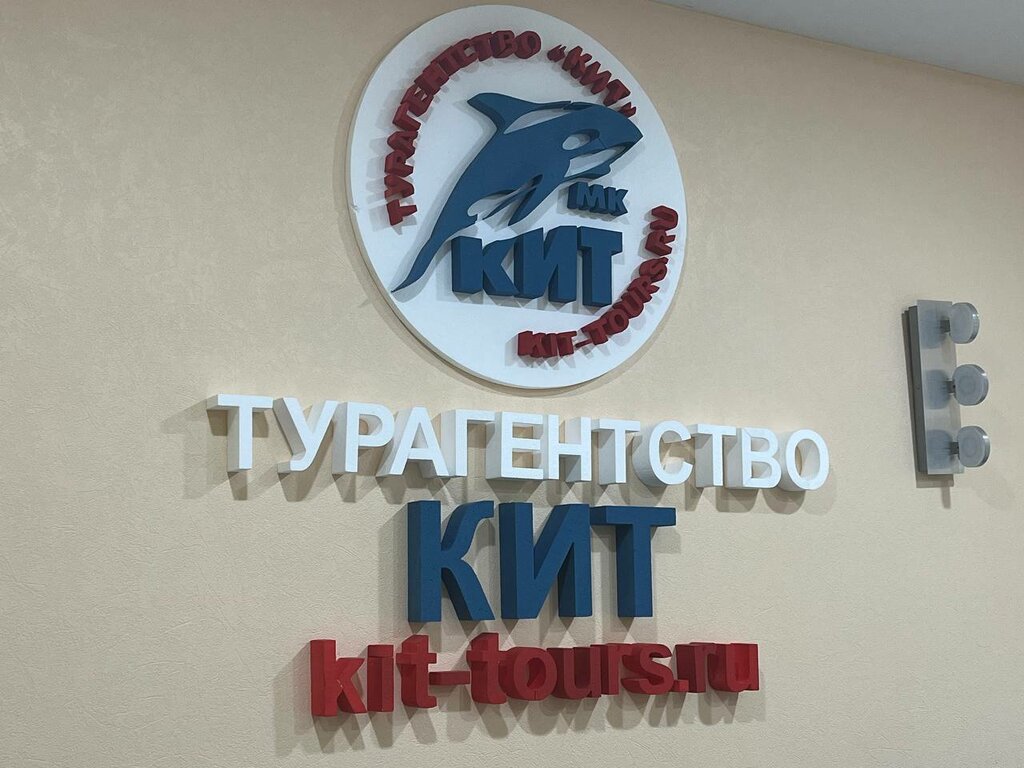 ТУРАГЕНТСТВО "КИТ"
МК
КИТ
KIT-TOURS.RU
ТУРАГЕНТСТВО
КИТ
kit-tours.ru